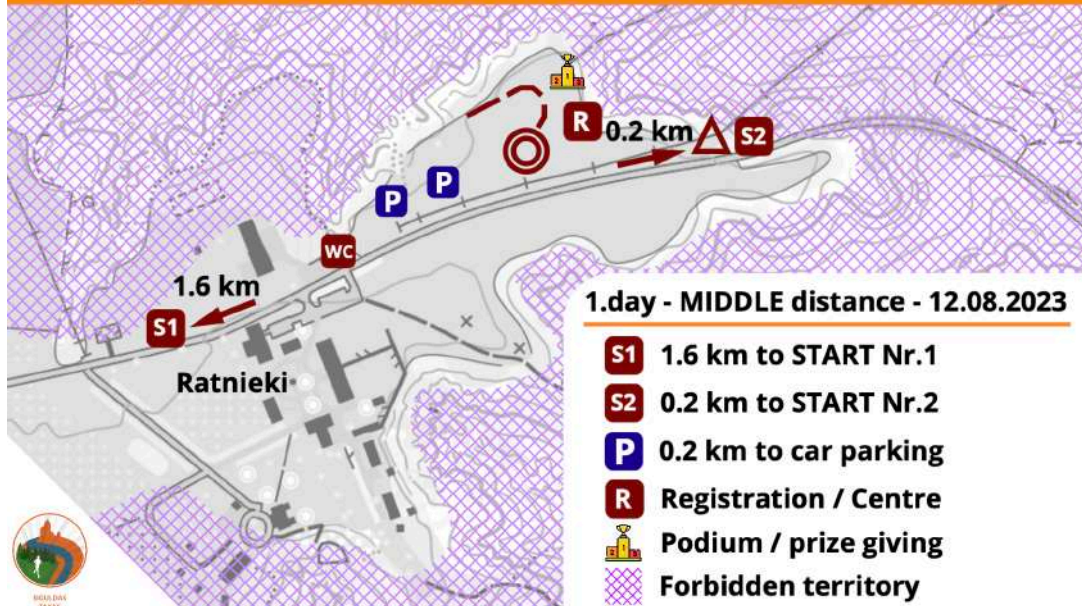 R
0.2 km
S2
P
P
WC
1.6 km
S1
Ratnieki
1.day - MIDDLE distance - 12.08.2023
S1 1.6 km to START Nr.1
S2 0.2 km to START Nr.2
P 0.2 km to car parking
R Registration / Centre
Podium / prize giving
Forbidden territory